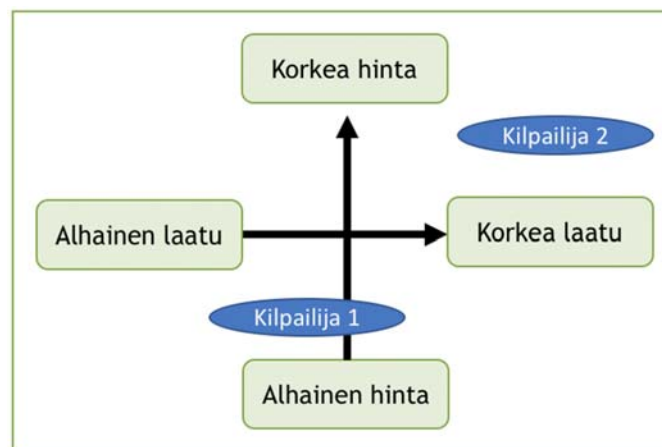 Korkea hinta
Kilpailija 2
Alhainen laatu
Korkea laatu
Kilpailija 1
Alhainen hinta